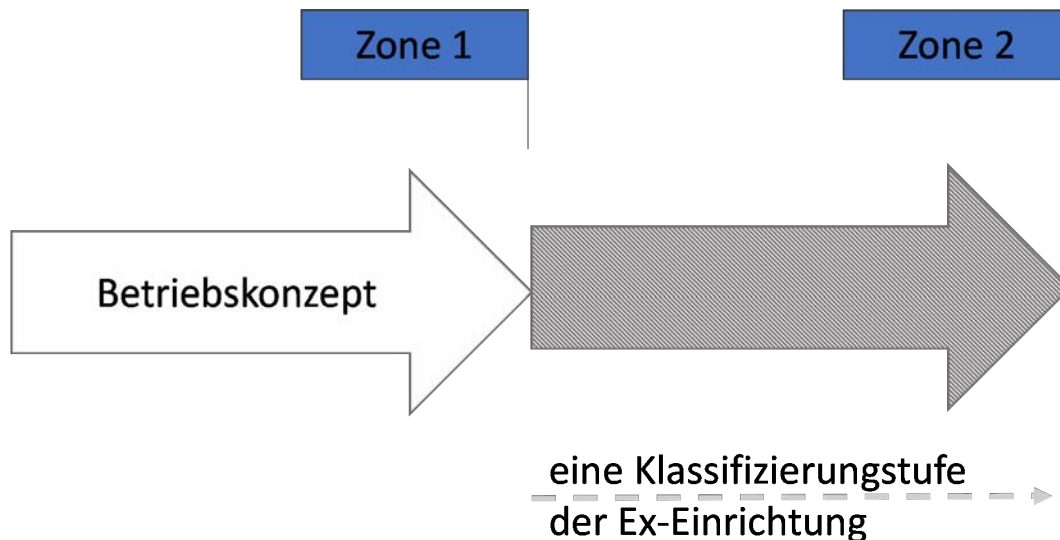 Zone 1
Zone 2
Betriebskonzept
eine Klassifizierungstufe
der Ex-Einrichtung